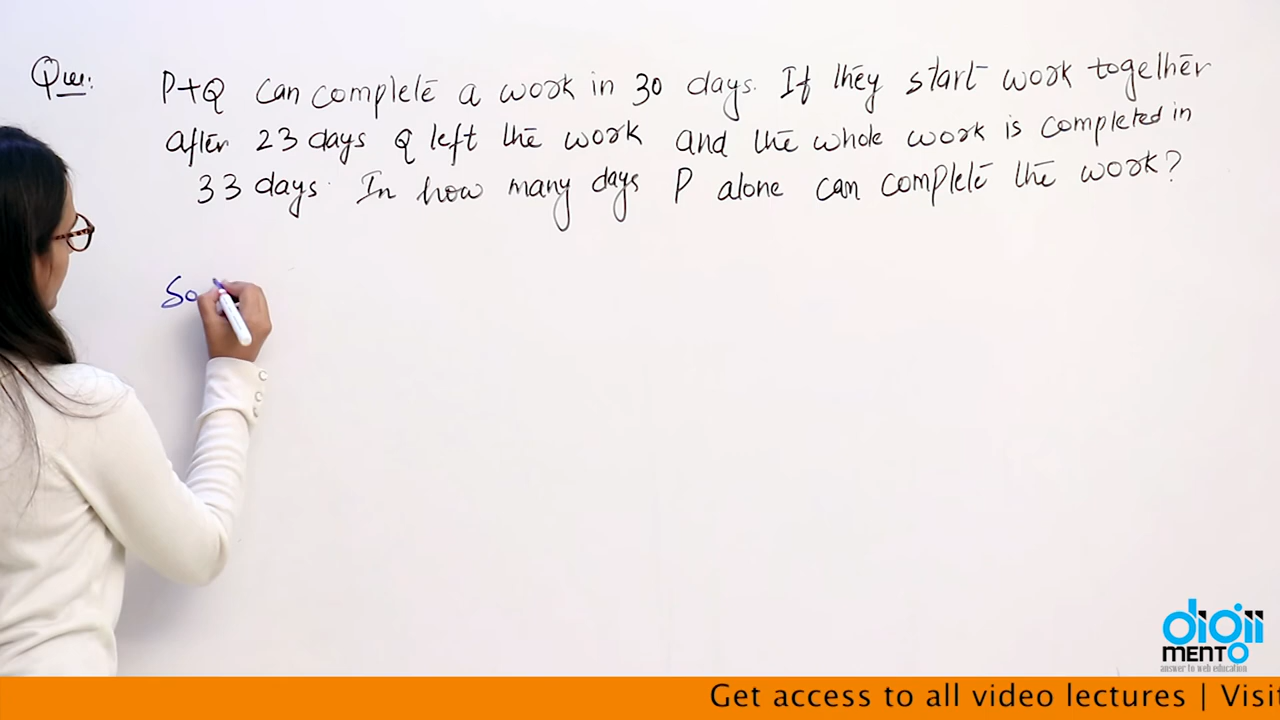 Que:
P+Q can complete a work in 30 days. If they start work together
after 23 days Q left the work and the whole work is completed in
33 days. In how many days P alone can complete the work?
So
digiimento
answer to web education
Get access to all video lectures | Visit